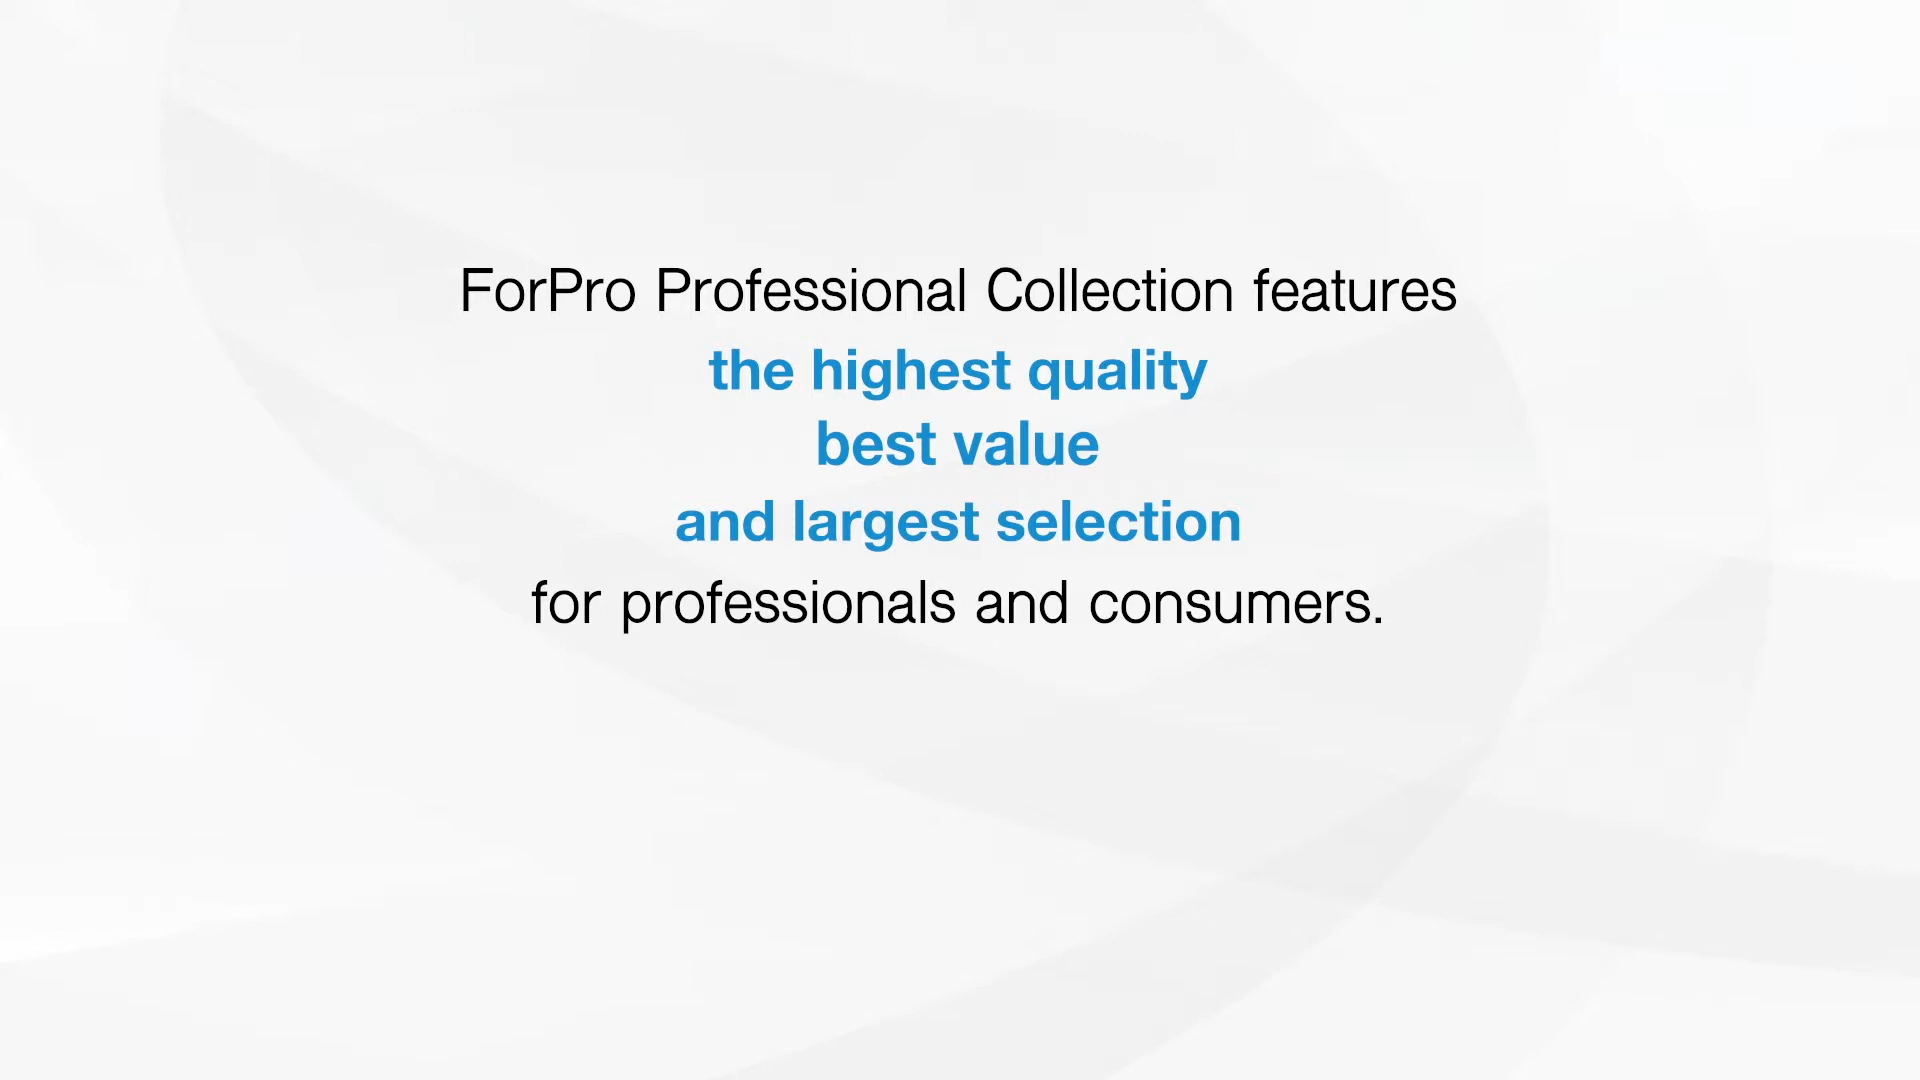 ForPro Professional Collection features
the highest quality
best value
and largest selection
for professionals and consumers.